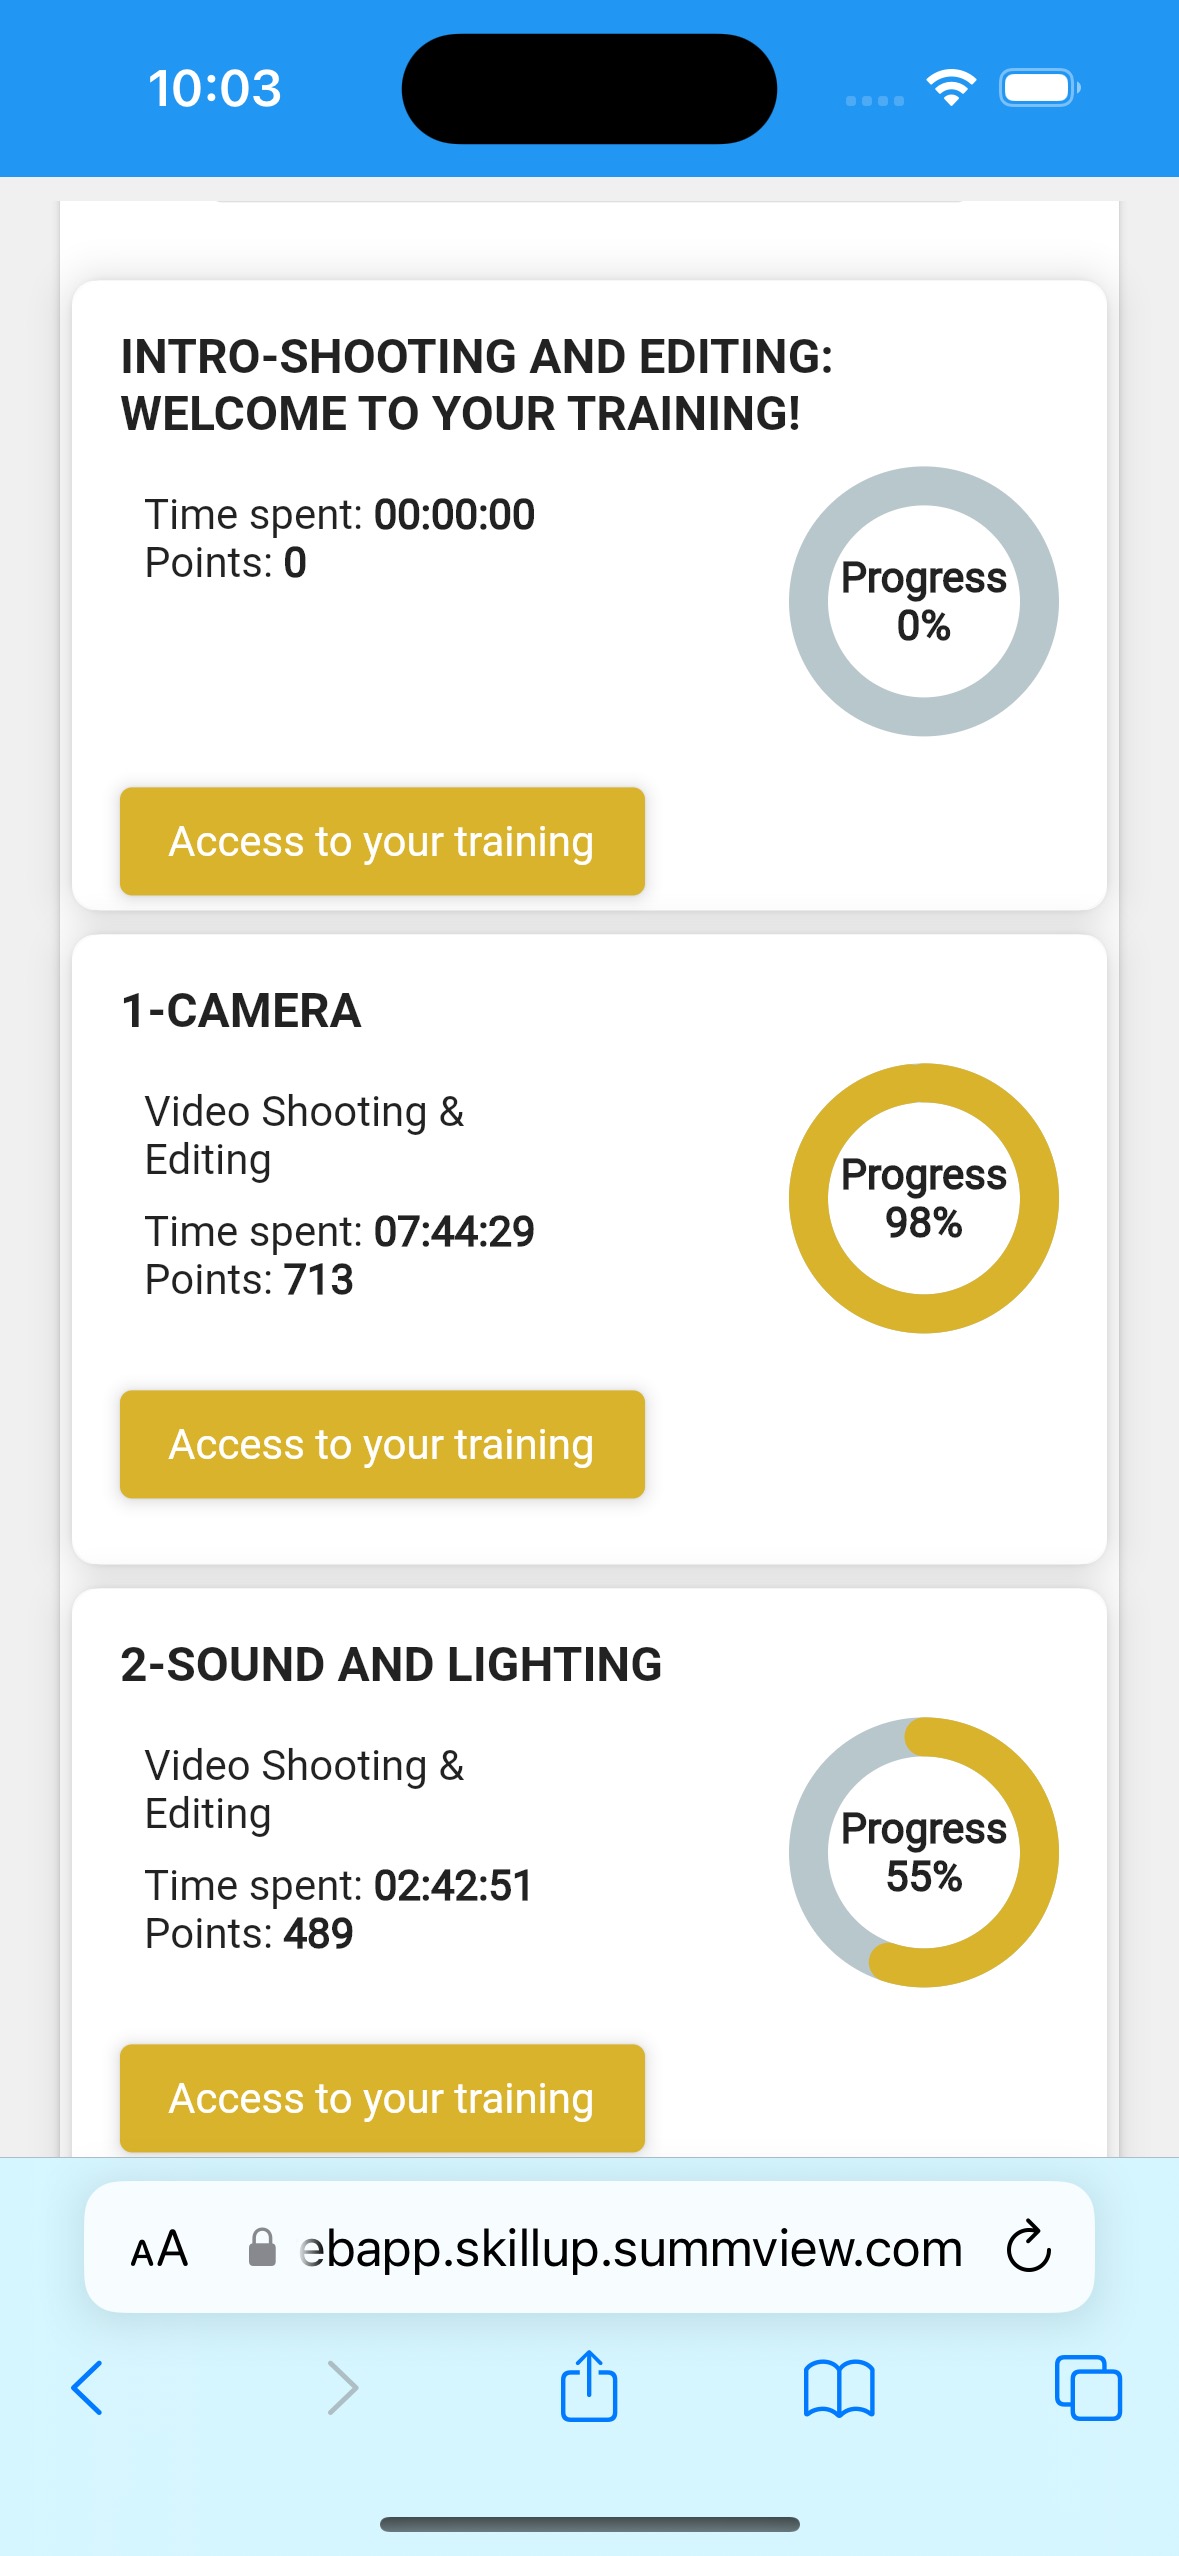 10:03
INTRO-SHOOTING AND EDITING:
WELCOME TO YOUR TRAINING!
Time spent: 00:00:00
Points: 0
Progress
0%
Access to your training
1-CAMERA
Video Shooting &
Editing
Time spent: 07:44:29
Points: 713
Progress
98%
Access to your training
2-SOUND AND LIGHTING
Video Shooting &
Editing
Time spent: 02:42:51
Points: 489
Progress
55%
Access to your training
AA ebapp.skillup.summview.com